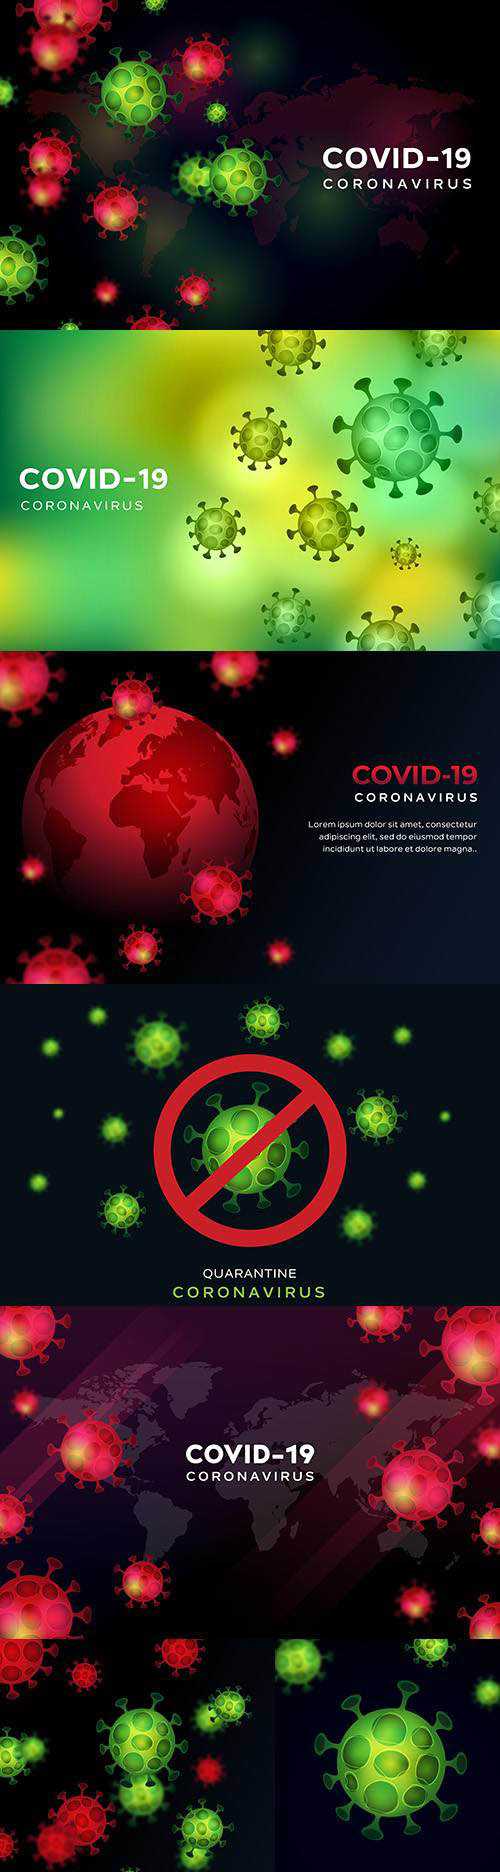 COVID-19
CORONAVIRUS
COVID-19
CORONAVIRUS
COVID-19
CORONAVIRUS
Lorem ipsum dolor sit amet, consectetur
adipiscing elit, sed do eiusmod tempor
incididunt ut labore et dolore magna..
QUARANTINE
CORONAVIRUS
COVID-19
CORONAVIRUS